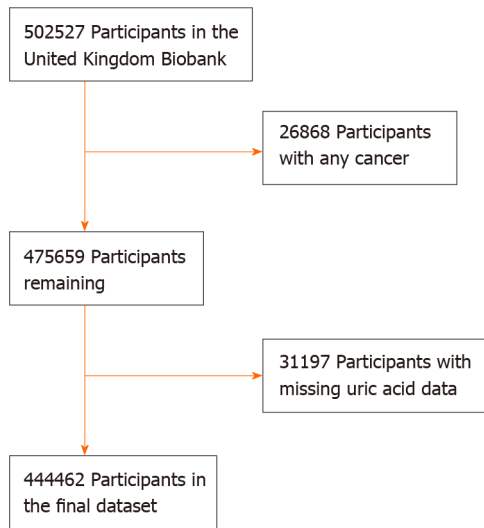 502527 Participants in the
United Kingdom Biobank
26868 Participants
with any cancer
475659 Participants
remaining
31197 Participants with
missing uric acid data
444462 Participants in
the final dataset